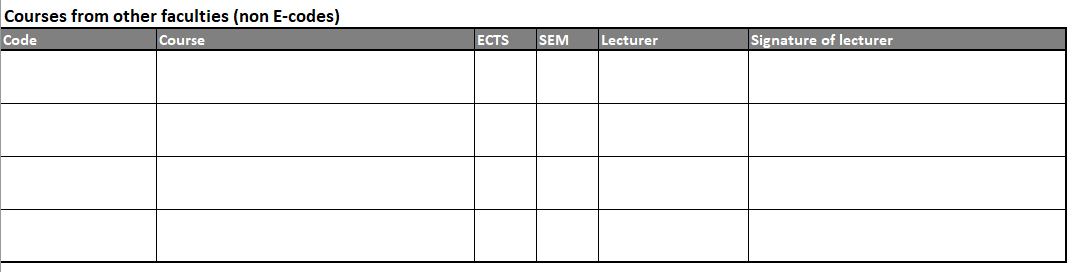 Courses from other faculties (non E-codes)
Code Course ECTS SEM Lecturer Signature of lecturer